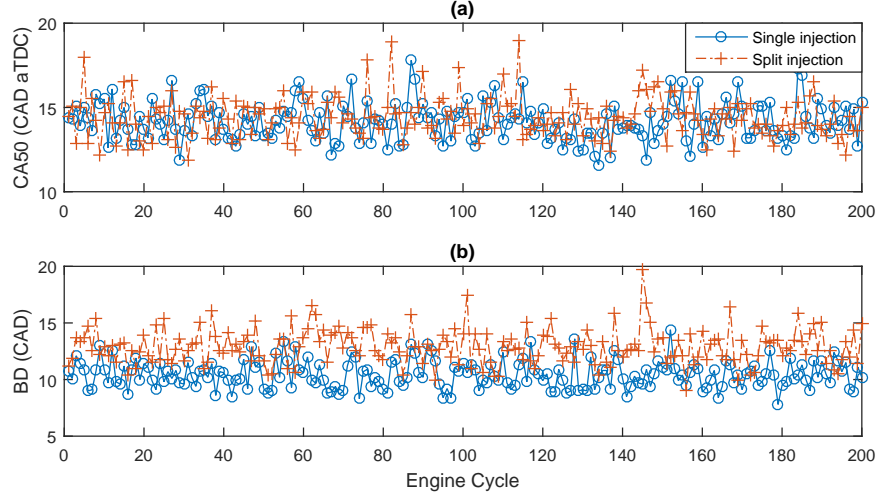 (a)
20
15
10
CA50 (CAD aTDC)
Single injection
Split injection
0 20 40 60 80 100 120 140 160 180 200
(b)
20
15
10
5
BD (CAD)
0 20 40 60 80 100 120 140 160 180 200
Engine Cycle